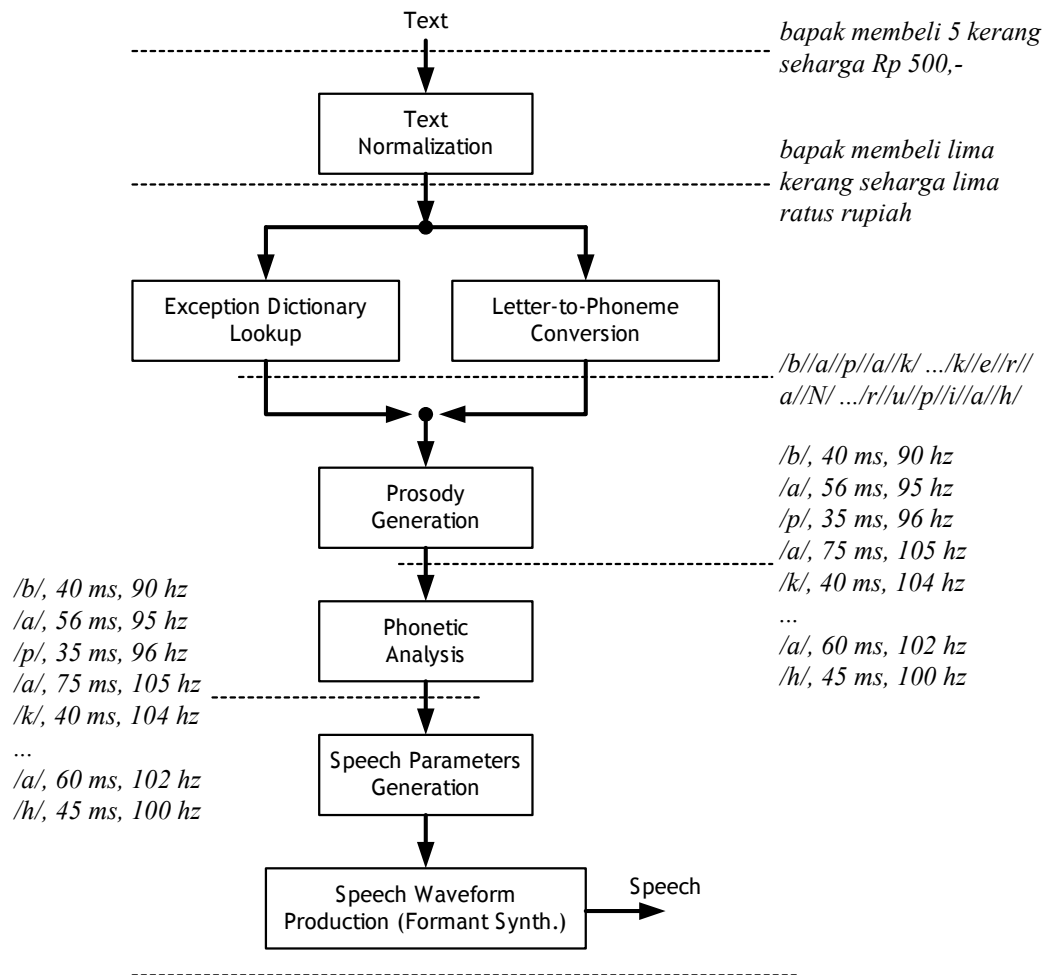 Text
bapak membeli 5 kerang
seharga Rp 500,-
Text
Normalization
bapak membeli lima
kerang seharga lima
ratus rupiah
Exception Dictionary
Lookup
Letter-to-Phoneme
Conversion
/b//a//p//a//k/ .../k//e//r//
a//N/ .../r//u//p//i//a//h/
Prosody
Generation
/b/, 40 ms, 90 hz
/a/, 56 ms, 95 hz
/p/, 35 ms, 96 hz
/a/, 75 ms, 105 hz
/k/, 40 ms, 104 hz
...
/a/, 60 ms, 102 hz
/h/, 45 ms, 100 hz
Phonetic
Analysis
/b/, 40 ms, 90 hz
/a/, 56 ms, 95 hz
/p/, 35 ms, 96 hz
/a/, 75 ms, 105 hz
/k/, 40 ms, 104 hz
...
/a/, 60 ms, 102 hz
/h/, 45 ms, 100 hz
Speech Parameters
Generation
Speech Waveform
Production (Formant Synth.)
Speech